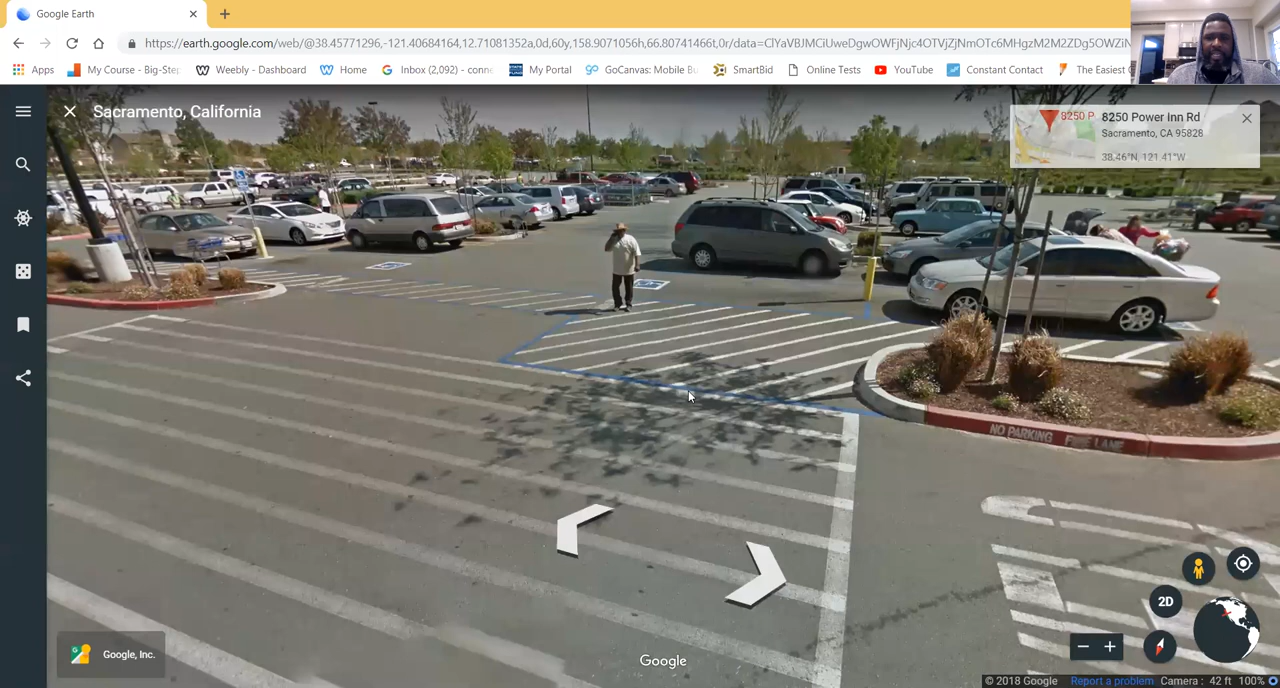 Google Earth
https://earth.google.com/web/@38.45771296,-121.40684164,12.71081352a,0d,60y,158.9071056h,66.80741466t,0r/data=
Apps
My Course - Big-Ste
Weebly - Dashboard
Home
Inbox (2,092) - conne
My Portal
GoCanvas: Mobile Bu
SmartBid
Online Tests
YouTube
Constant Contact
The Easiest
Sacramento, California
8250 P
8250 Power Inn Rd
Sacramento, CA 95828
38.46°N, 121.41°W
NO PARKING FIRE LANE
2D
Google, Inc.
Google
© 2018 Google
Report a problem
Camera : 42 ft 100%